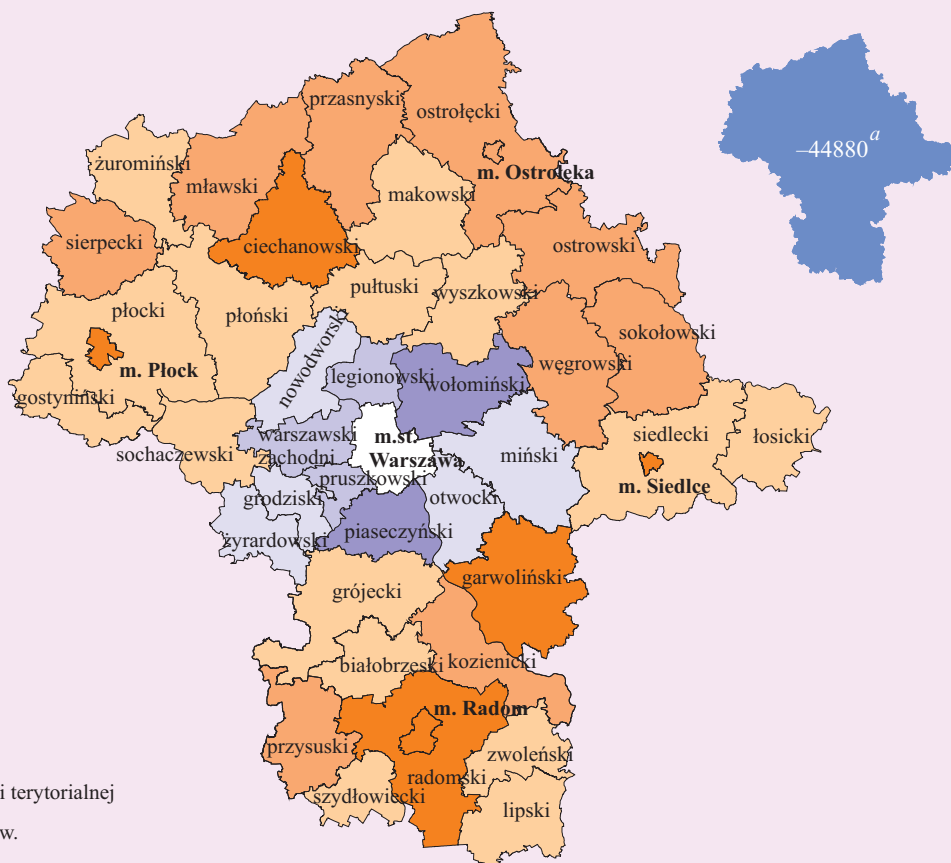 przasnyski
ostrołęcki
–44880 a
żuromiński
m. Ostrołęka
mławski
makowski
sierpecki
ciechanowski
ostrowski
pułtuski
wyszkowski
płocki
płoński
sokołowski
nowodworski
węgrowski
m. Płock
legionowski
wołomiński
gostyniński
siedlecki
łosicki
warszawski
zachodni
m.st.
Warszawa
sochaczewski
miński
pruszkowski
m. Siedlce
grodziski
otwocki
żyrardowski
piaseczyński
garwoliński
grójecki
białobrzeski
kozienicki
m. Radom
przysuski
zwoleński
radomski
i terytorialnej
szydłowiecki
lipski
w.